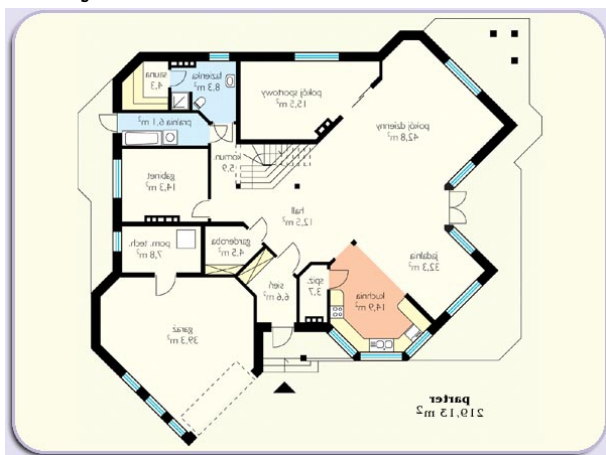 sauna
4,3
łazienka
8,3 m²
pokój sportowy
15,5 m²
pokój dzienny
42,8 m²
pralnia 6,1 m²
komun.
5,9
gabinet
14,3 m²
hall
12,5 m²
jadalnia
32,3 m²
pom. tech.
7,8 m²
garderoba
4,5 m²
sień
6,6 m²
spiż.
3,7
kuchnia
14,9 m²
garaż
39,3 m²
parter
219,13 m²